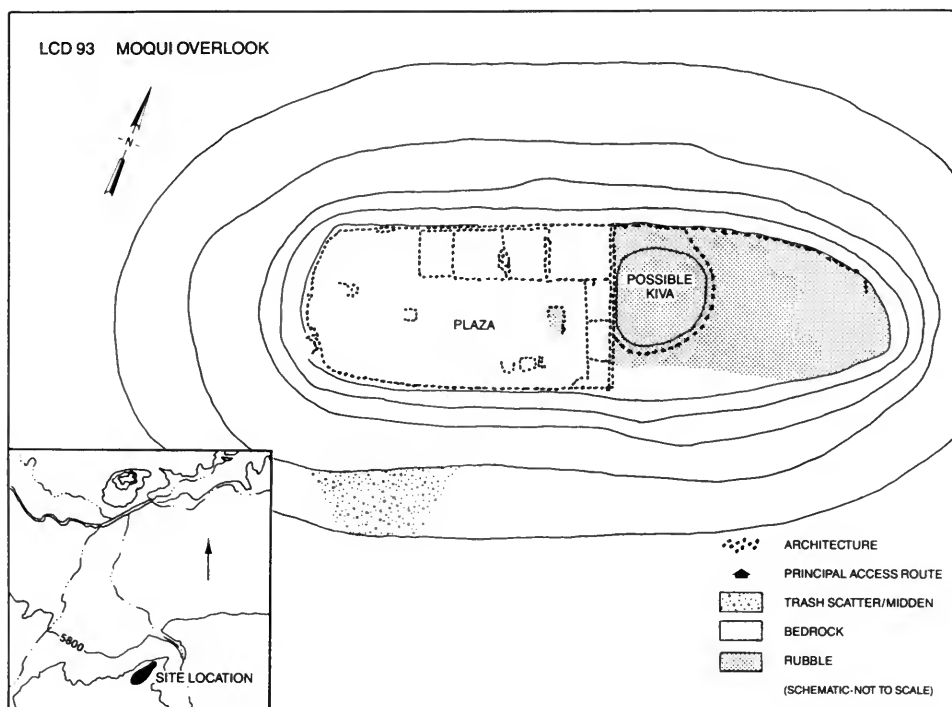 LCD 93 MOQUI OVERLOOK
N
POSSIBLE
KIVA
PLAZA
5800
SITE LOCATION
ARCHITECTURE
PRINCIPAL ACCESS ROUTE
TRASH SCATTER/MIDDEN
BEDROCK
RUBBLE
(SCHEMATIC-NOT TO SCALE)